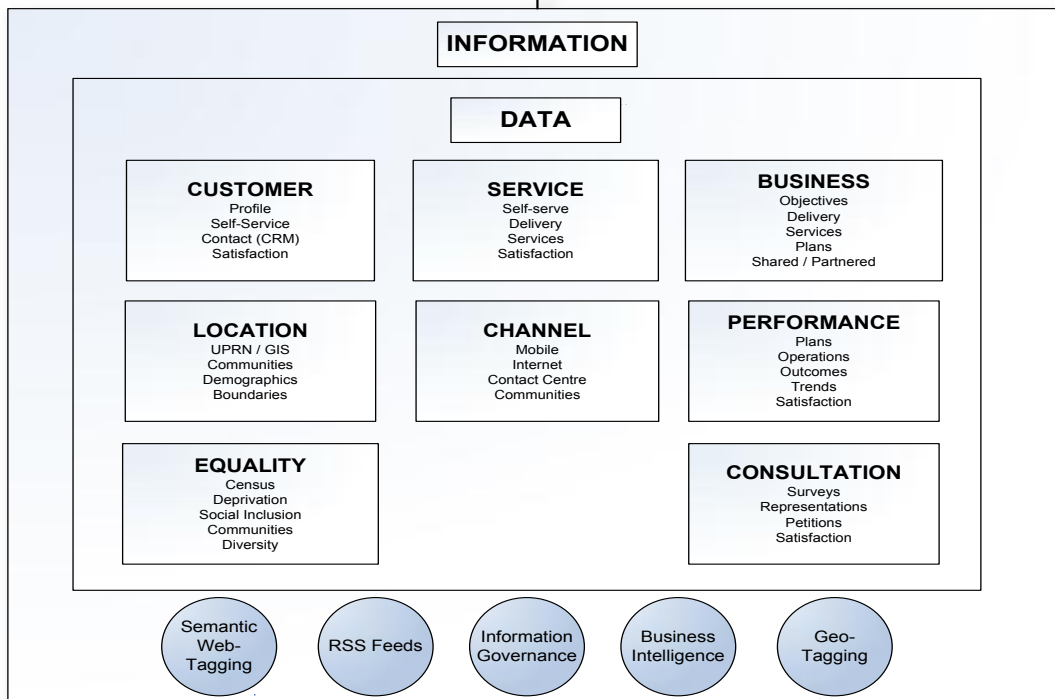 INFORMATION
DATA
CUSTOMER
Profile
Self-Service
Contact (CRM)
Satisfaction
SERVICE
Self-serve
Delivery
Services
Satisfaction
BUSINESS
Objectives
Delivery
Services
Plans
Shared / Partnered
LOCATION
UPRN / GIS
Communities
Demographics
Boundaries
CHANNEL
Mobile
Internet
Contact Centre
Communities
PERFORMANCE
Plans
Operations
Outcomes
Trends
Satisfaction
EQUALITY
Census
Deprivation
Social Inclusion
Communities
Diversity
CONSULTATION
Surveys
Representations
Petitions
Satisfaction
Semantic
Web-
Tagging
RSS Feeds
Information
Governance
Business
Intelligence
Geo-
Tagging